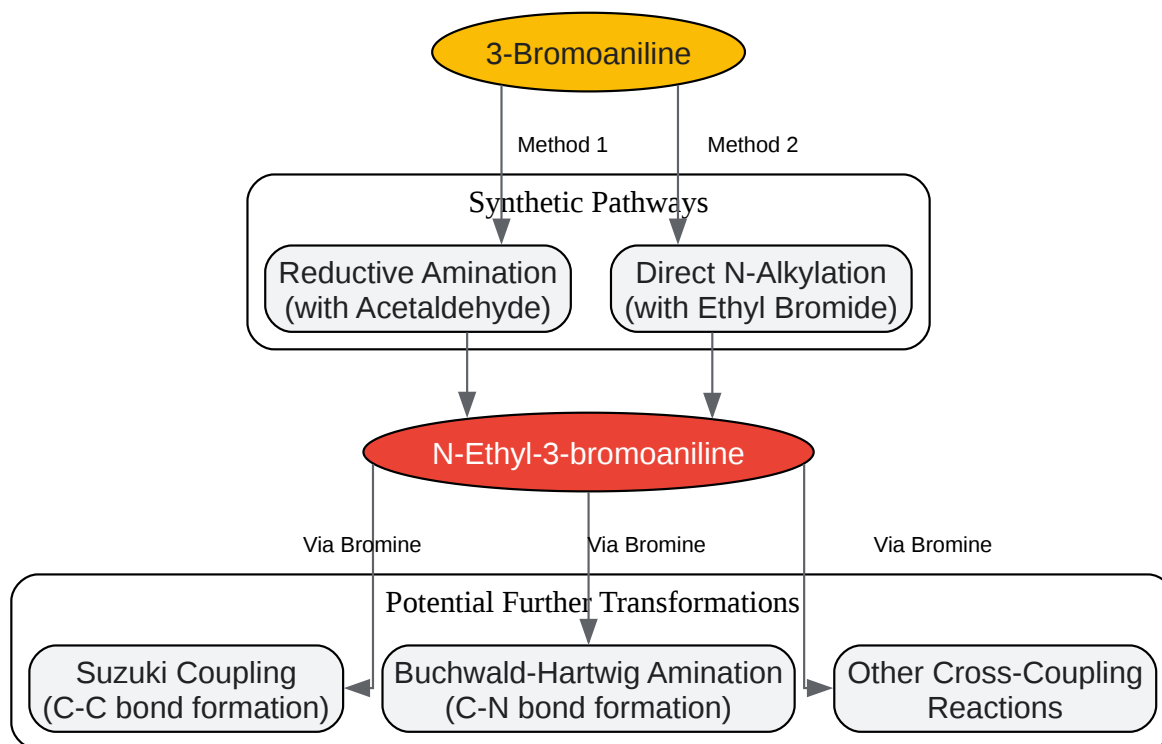 3-Bromoaniline
Method 1
Method 2
Synthetic Pathways
Reductive Amination
(with Acetaldehyde)
Direct N-Alkylation
(with Ethyl Bromide)
N-Ethyl-3-bromoaniline
Via Bromine
Via Bromine
Via Bromine
Potential Further Transformations
Suzuki Coupling
(C-C bond formation)
Buchwald-Hartwig Amination
(C-N bond formation)
Other Cross-Coupling
Reactions